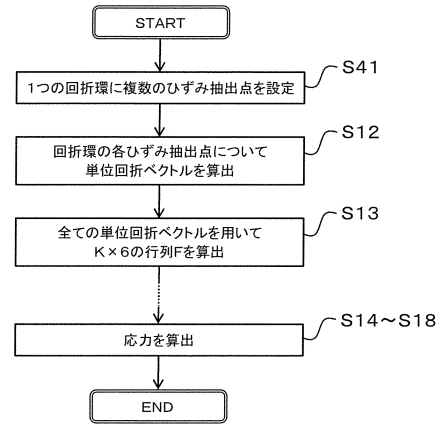 START
1つの回折環に複数のひずみ抽出点を設定
S41
回折環の各ひずみ抽出点について
単位回折ベクトルを算出
S12
全ての単位回折ベクトルを用いて
K×6の行列Fを算出
S13
応力を算出
S14～S18
END